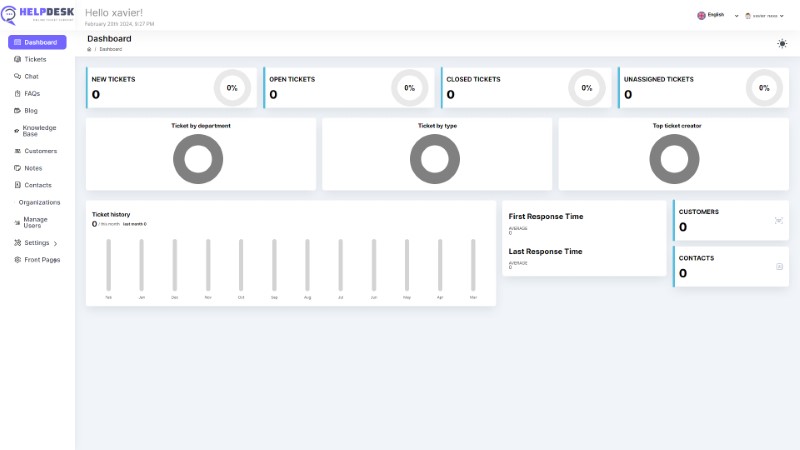 HELPDESK
Hello xavier!
February 20th 2024, 9:27 PM
English
Dashboard
Tickets
Chat
FAQs
Blog
Knowledge
Base
Customers
Notes
Contacts
Organizations
Manage
Users
Settings
Front Pages
Dashboard
/ Dashboard
NEW TICKETS
0
0%
OPEN TICKETS
0
0%
CLOSED TICKETS
0
0%
UNASSIGNED TICKETS
0
0%
Ticket by department
Ticket by type
Top ticket creator
Ticket history
0 / this month last month 0
Feb Jan Dec Nov Oct Sep Aug Jul Jun May Apr Mar
First Response Time
AVERAGE
0
Last Response Time
AVERAGE
0
CUSTOMERS
0
CONTACTS
0